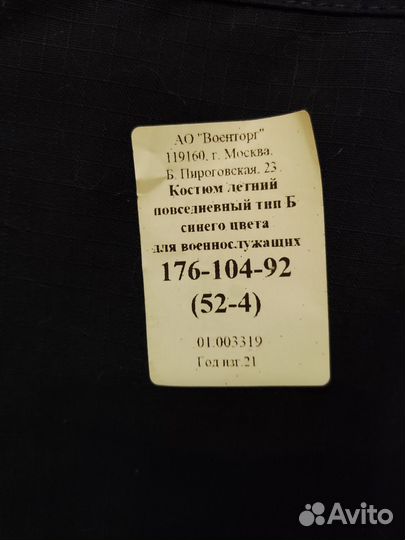 АО "Военторг"
119160, г. Москва,
Б. Пироговская, 23
Костюм летний
повседневный тип Б
синего цвета
для военнослужащих
176-104-92
(52-4)
01.003319
Год изг.21
Avito